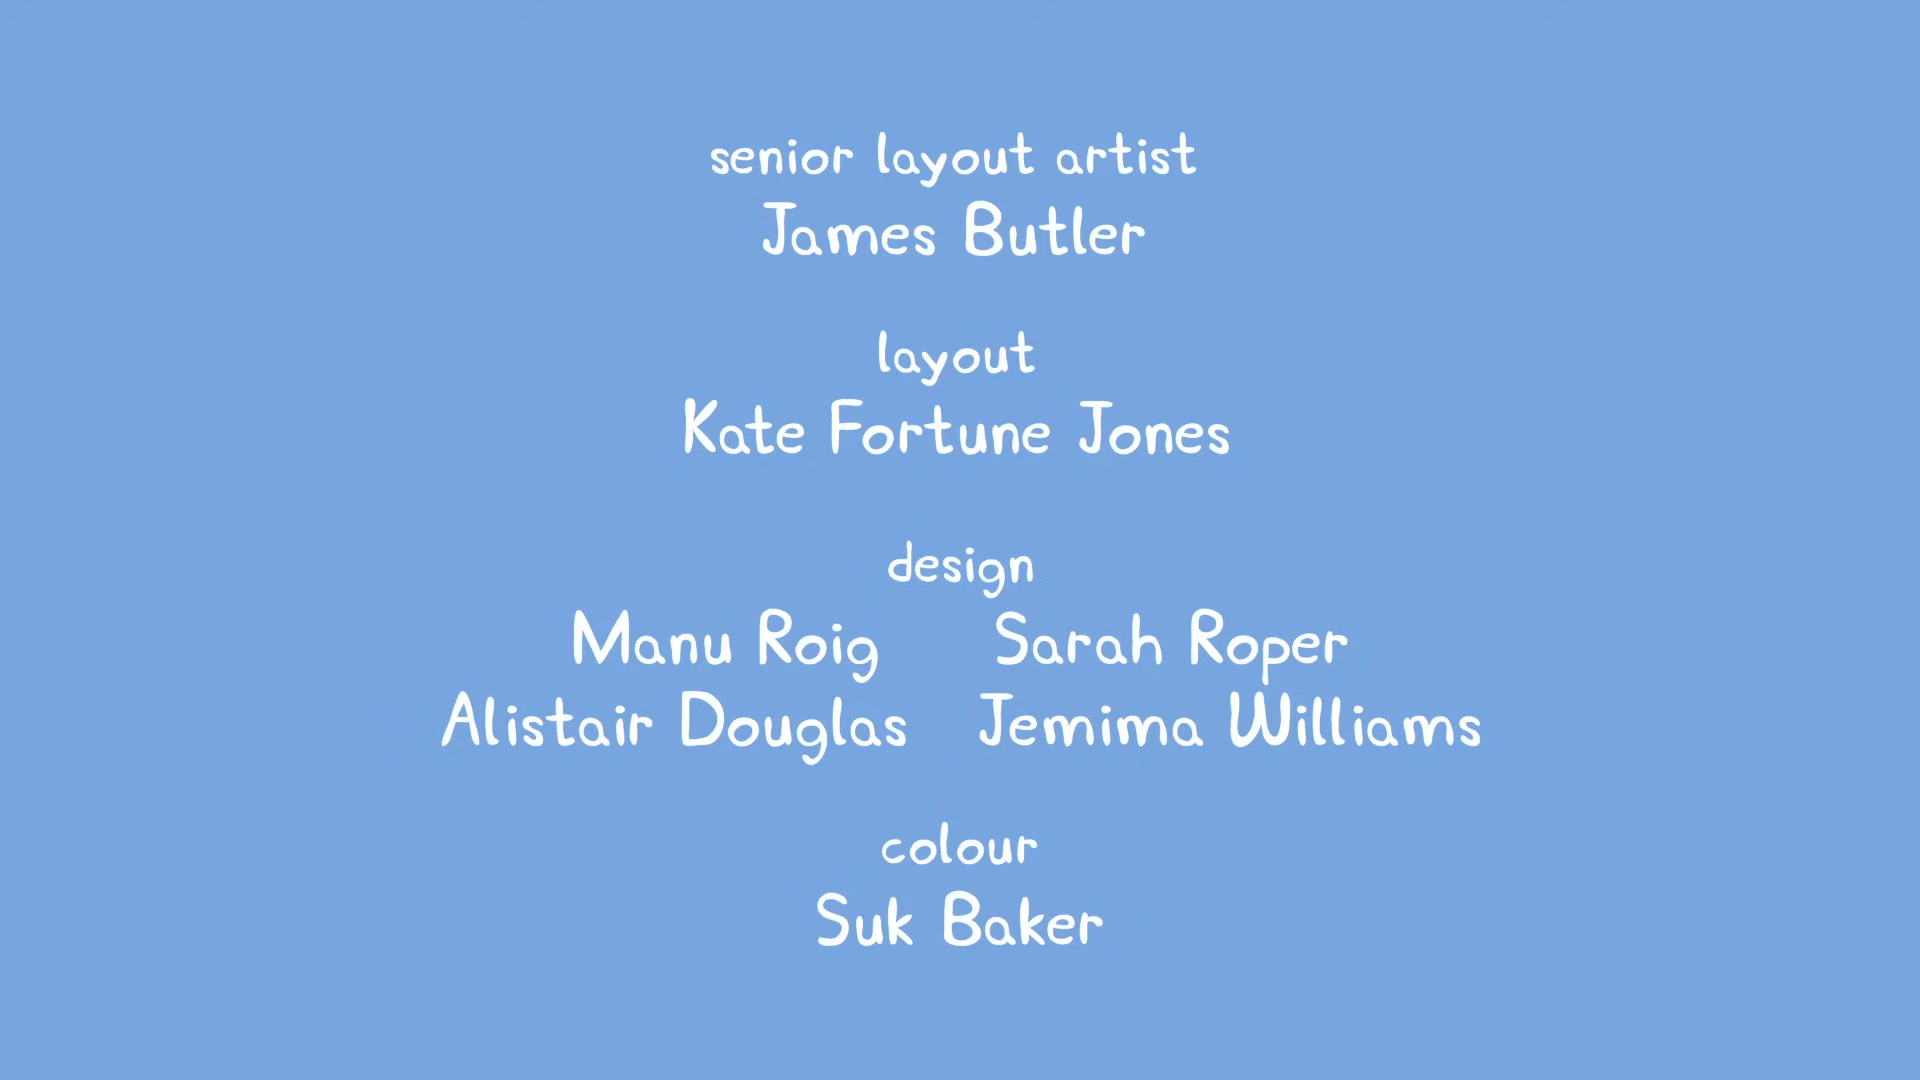 senior layout artist
James Butler
layout
Kate Fortune Jones
design
Manu Roig Sarah Roper
Alistair Douglas Jemima Williams
colour
Suk Baker